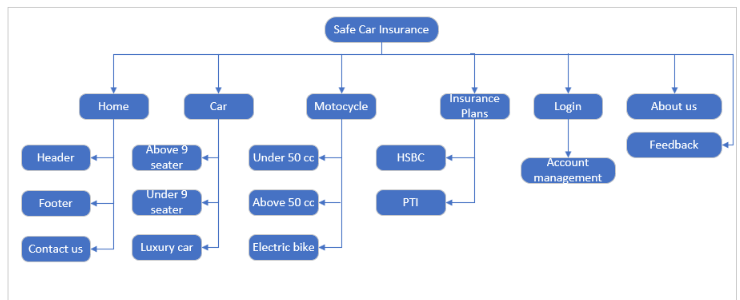 Safe Car Insurance
Home
Car
Motocycle
Insurance
Plans
Login
About us
Feedback
Header
Above 9
seater
Under 50 cc
HSBC
Account
management
Footer
Under 9
seater
Above 50 cc
PTI
Contact us
Luxury car
Electric bike